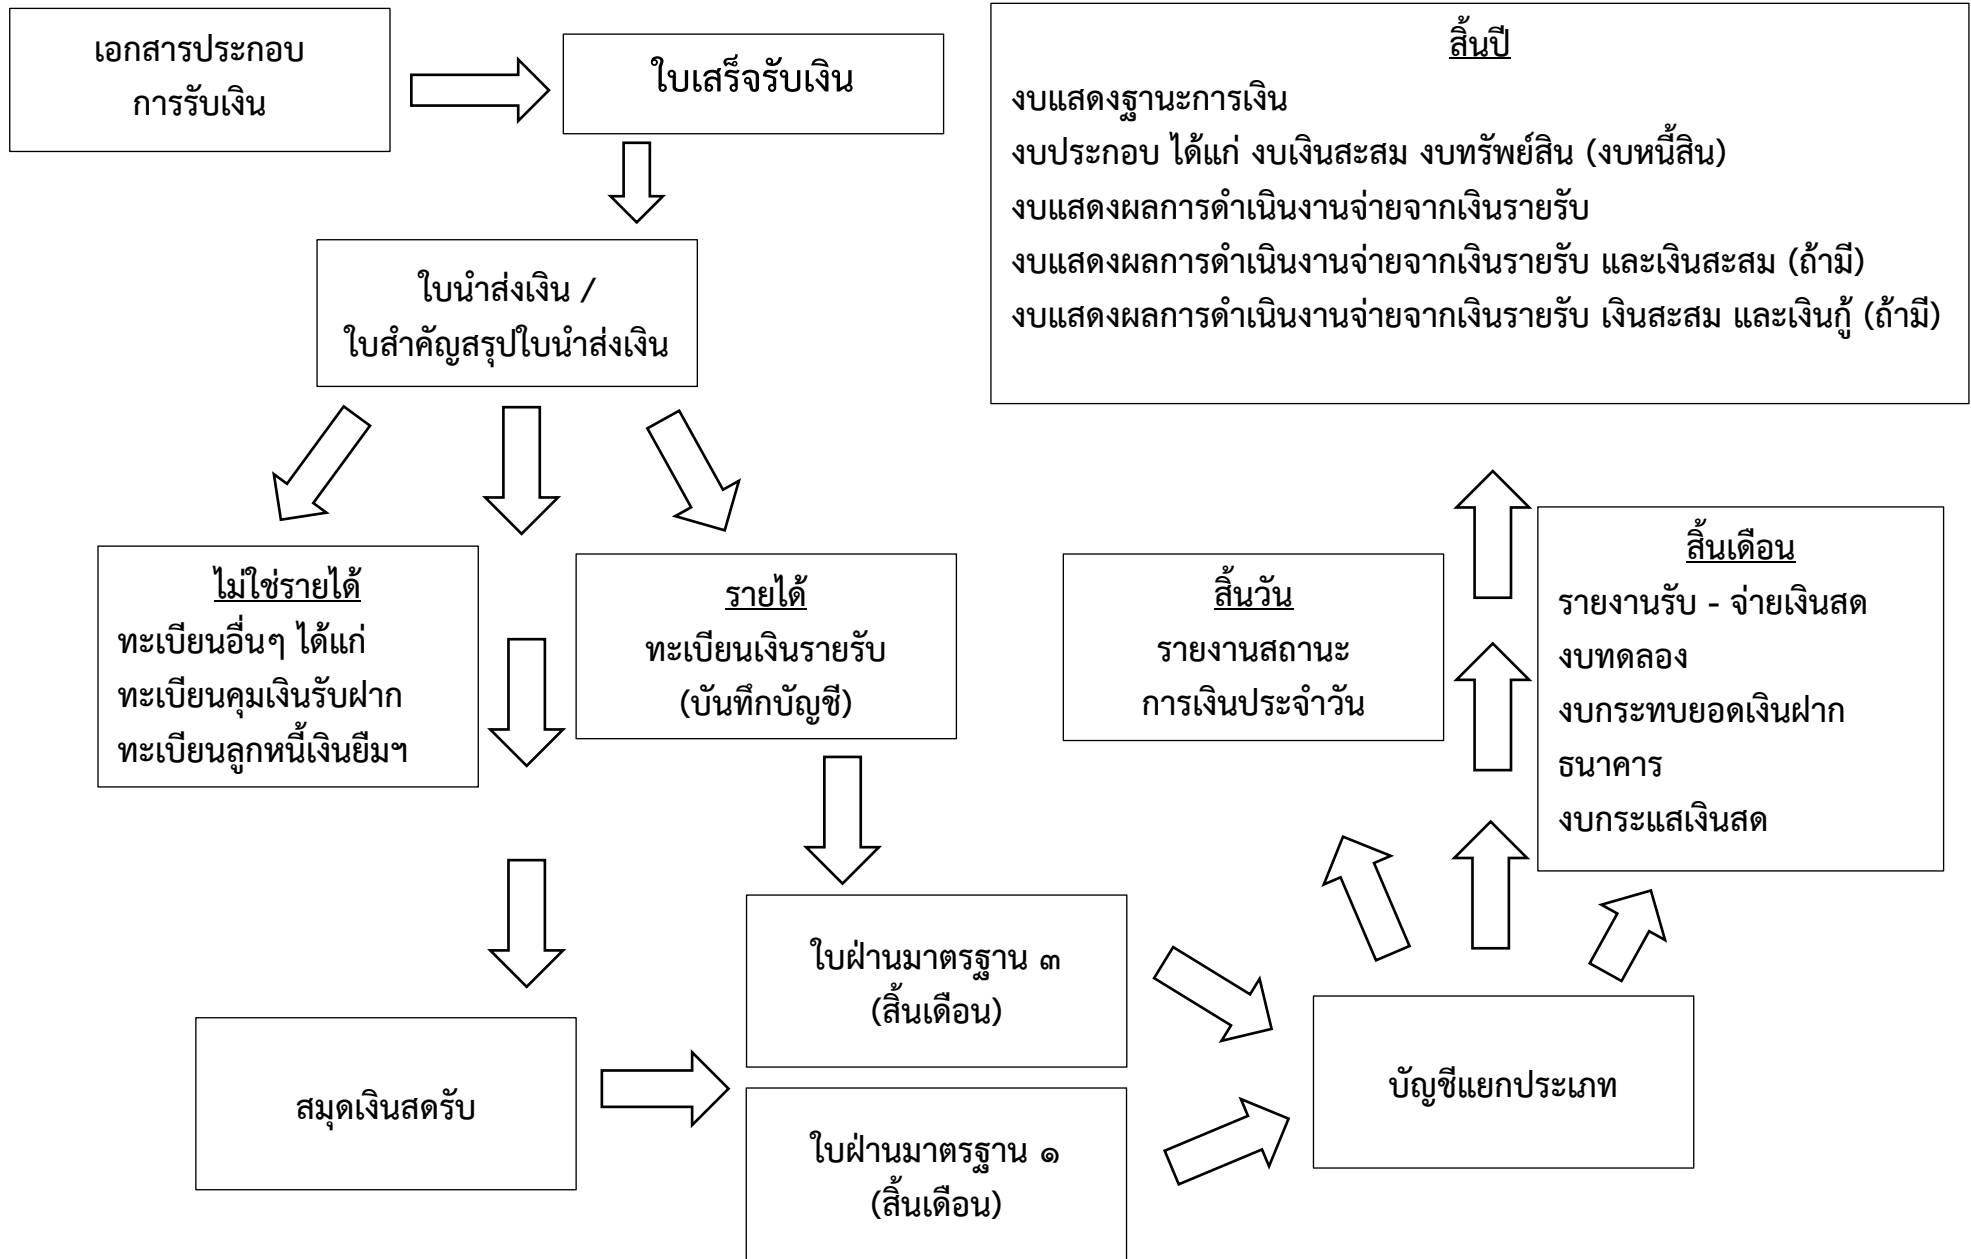 เอกสารประกอบ
การรับเงิน
ใบเสร็จรับเงิน
สิ้นปี
งบแสดงฐานะการเงิน
งบประกอบ ได้แก่ งบเงินสะสม งบทรัพย์สิน (งบหนี้สิน)
งบแสดงผลการดำเนินงานจ่ายจากเงินรายรับ
งบแสดงผลการดำเนินงานจ่ายจากเงินรายรับ และเงินสะสม (ถ้ามี)
งบแสดงผลการดำเนินงานจ่ายจากเงินรายรับ เงินสะสม และเงินกู้ (ถ้ามี)
ใบนำส่งเงิน /
ใบสำคัญสรุปใบนำส่งเงิน
ไม่ใช่รายได้
ทะเบียนอื่นๆ ได้แก่
ทะเบียนคุมเงินรับฝาก
ทะเบียนลูกหนี้เงินยืมฯ
รายได้
ทะเบียนเงินรายรับ
(บันทึกบัญชี)
สิ้นวัน
รายงานสถานะ
การเงินประจำวัน
สิ้นเดือน
รายงานรับ - จ่ายเงินสด
งบทดลอง
งบกระทบยอดเงินฝาก
ธนาคาร
งบกระแสเงินสด
ใบฝ่านมาตรฐาน ๓
(สิ้นเดือน)
สมุดเงินสดรับ
ใบฝ่านมาตรฐาน ๑
(สิ้นเดือน)
บัญชีแยกประเภท